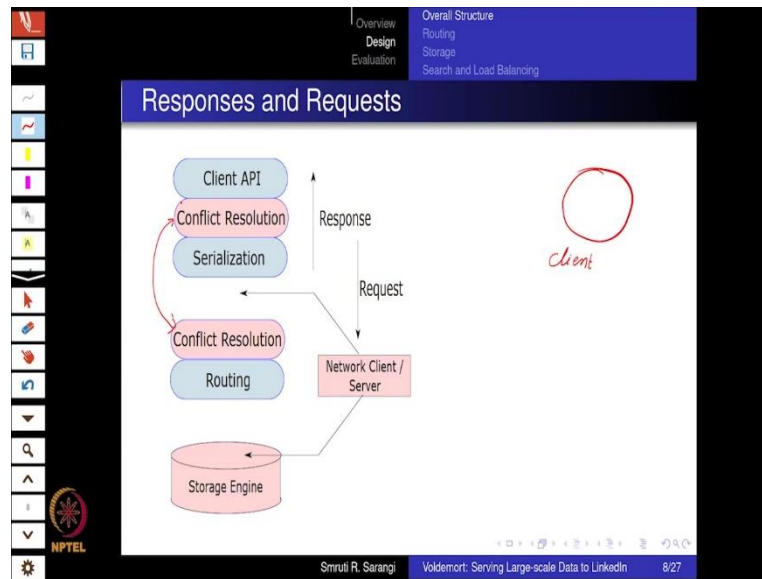 Overview
Design
Evaluation
Overall Structure
Routing
Storage
Search and Load Balancing
Responses and Requests
Client API
Conflict Resolution
Serialization
Response
Request
Conflict Resolution
Routing
Network Client /
Server
Storage Engine
Client
NPTEL
Smruti R. Sarangi
Voldemort: Serving Large-scale Data to LinkedIn
8/27